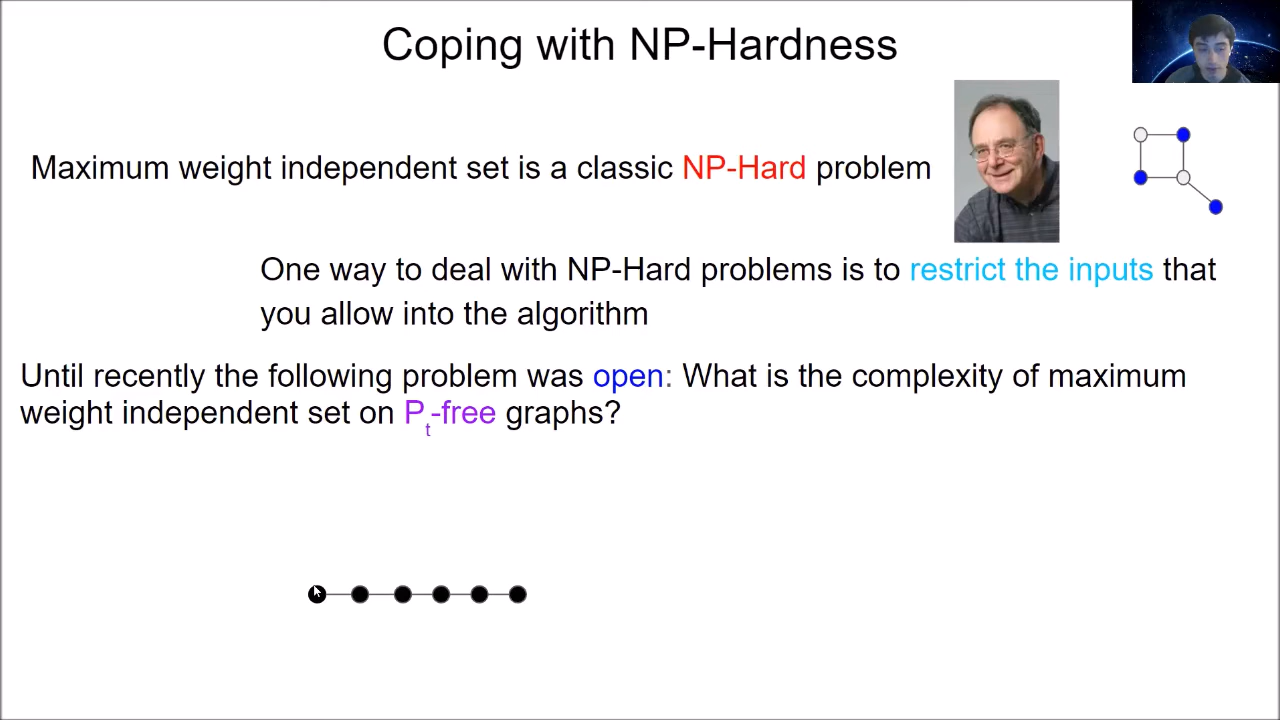 Coping with NP-Hardness
Maximum weight independent set is a classic NP-Hard problem
One way to deal with NP-Hard problems is to restrict the inputs that
you allow into the algorithm
Until recently the following problem was open: What is the complexity of maximum
weight independent set on Pt-free graphs?